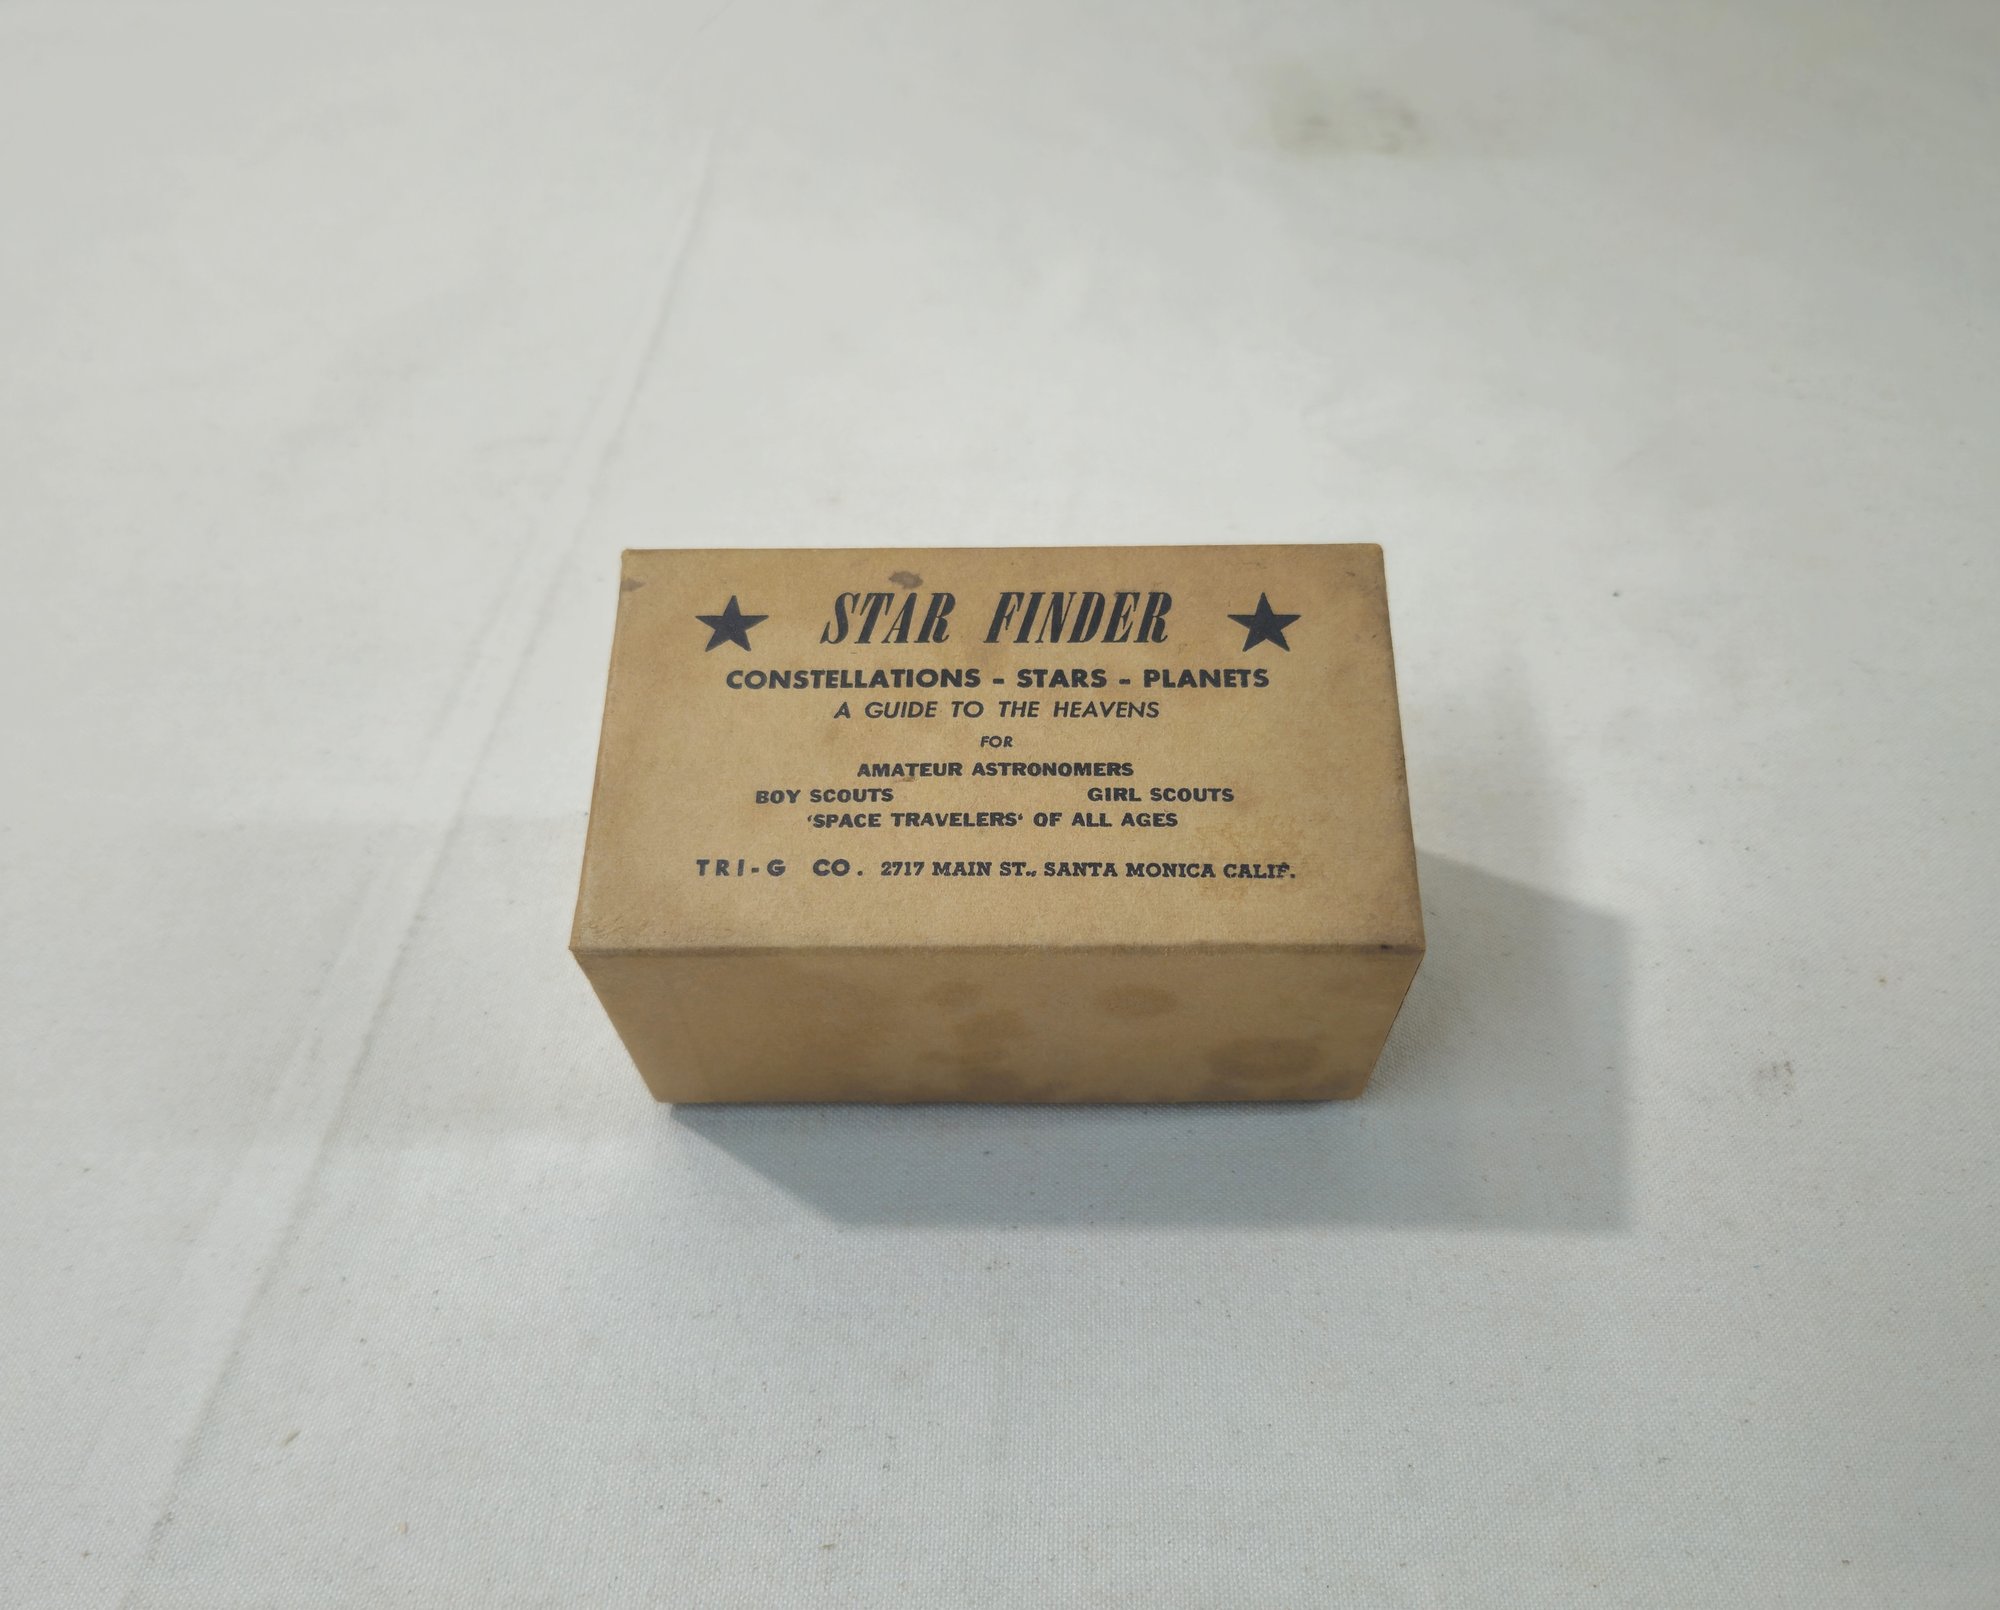 STAR FINDER
CONSTELLATIONS - STARS - PLANETS
A GUIDE TO THE HEAVENS
FOR
AMATEUR ASTRONOMERS
BOY SCOUTS GIRL SCOUTS
'SPACE TRAVELERS' OF ALL AGES
TRI-G CO. 2717 MAIN ST., SANTA MONICA CALIF.